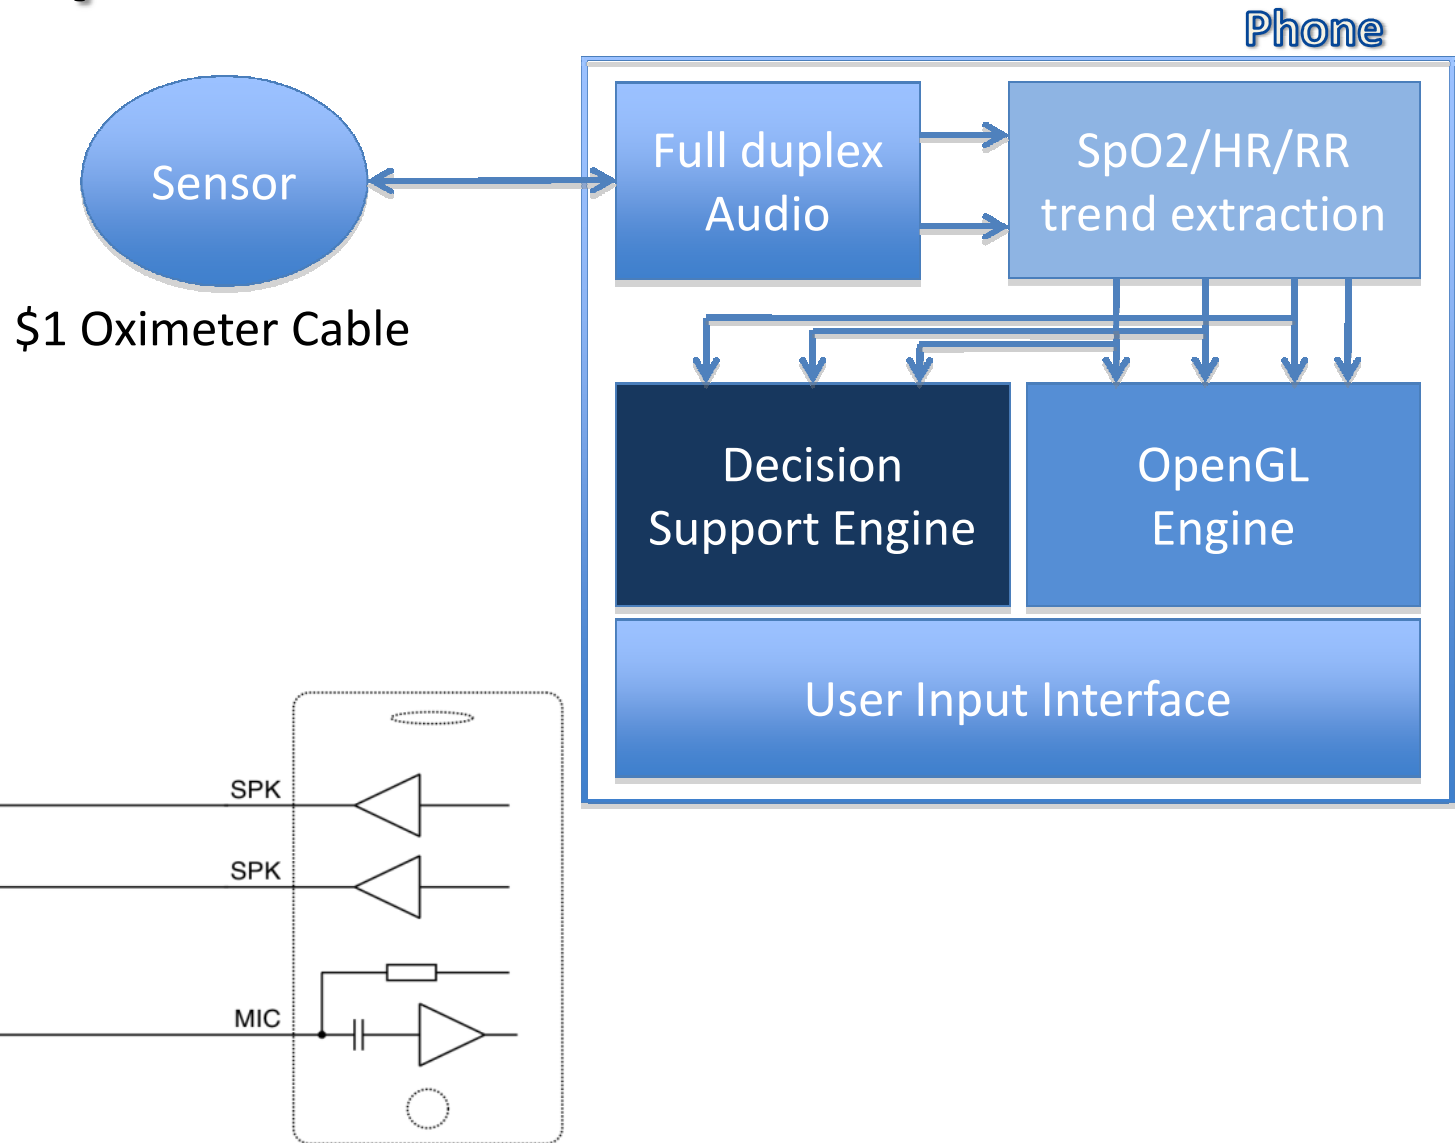 Phone
Sensor
Full duplex
Audio
SpO2/HR/RR
trend extraction
$1 Oximeter Cable
Decision
Support Engine
OpenGL
Engine
User Input Interface
SPK
SPK
MIC